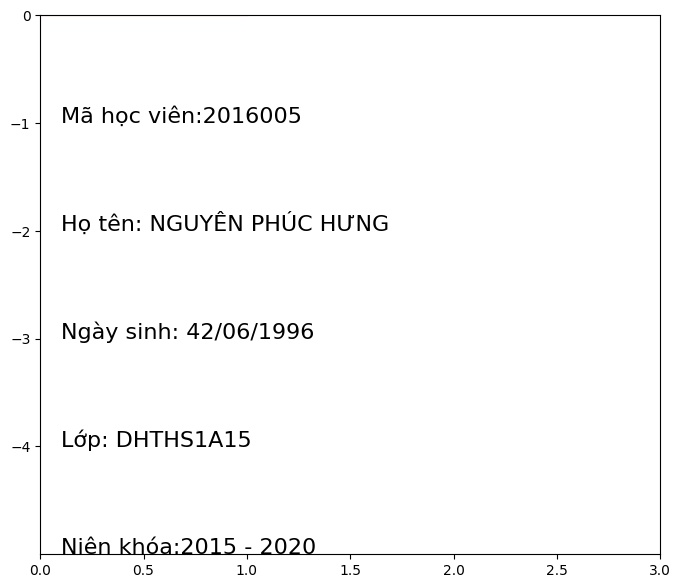 0
Mã học viên:2016005
−1
Họ tên: NGUYÊN PHÚC HƯNG
−2
Ngày sinh: 42/06/1996
−3
Lớp: DHTHS1A15
−4
Niên khóa:2015 - 2020
0.0 0.5 1.0 1.5 2.0 2.5 3.0